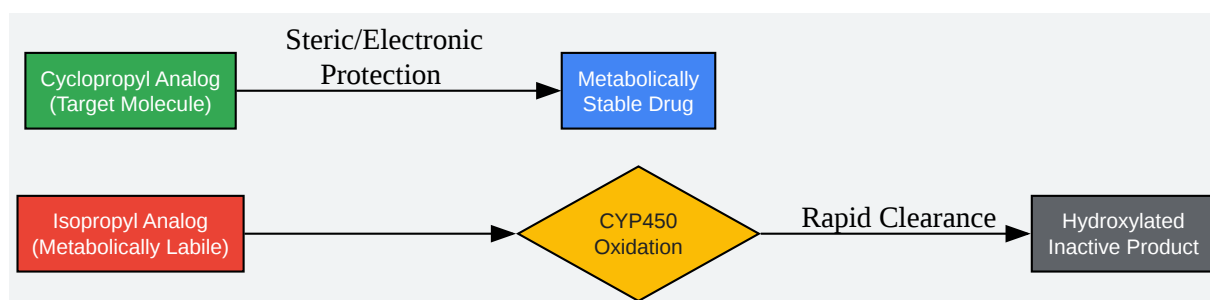 Steric/Electronic
Protection
Cyclopropyl Analog
(Target Molecule)
Metabolically
Stable Drug
Isopropyl Analog
(Metabolically Labile)
CYP450
Oxidation
Rapid Clearance
Hydroxylated
Inactive Product